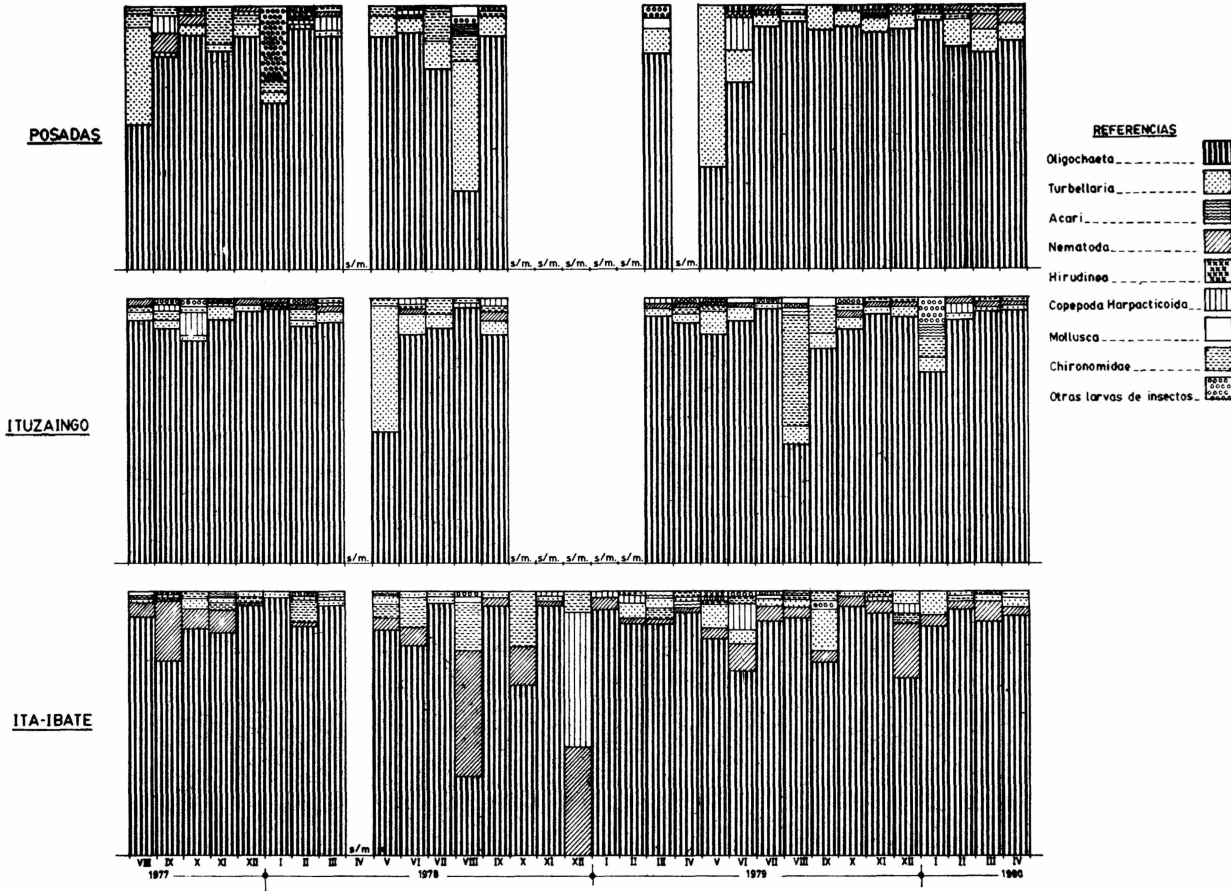 POSADAS
s/m. s/m. s/m. s/m. s/m. s/m. s/m.
REFERENCIAS
Oligochaeta
Turbellaria
Acari
Nematoda
Hirudinea
Copepoda Harpacticoida
Mollusca
Chironomidae
Otras larvas de insectos
ITUZAINGO
s/m. s/m. s/m. s/m. s/m. s/m.
ITA-IBATE
s/m
VIII IX X XI XII I II III IV V VI VII VIII IX X XI XII I II III IV V VI VII VIII IX X XI XII I II III IV
1977 1978 1979 1980